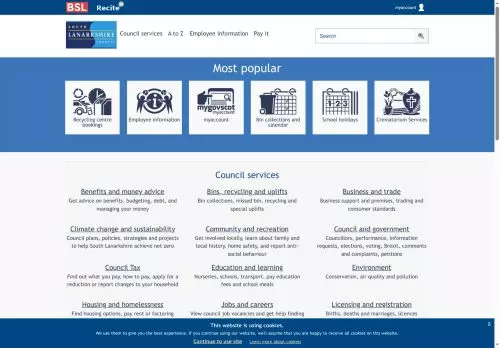 BSL
Recite
myaccount
SOUTH
LANARKSHIRE
COUNCIL
Council services
A to Z
Employee information
Pay it
Search
Most popular
Recycling centre
bookings
Employee information
mygovscot
myaccount
myaccount
Bin collections and
calendar
1 2 3
School holidays
Crematorium Services
Council services
Benefits and money advice
Get advice on benefits, budgeting, debt, and
managing your money
Bins, recycling and uplifts
Bin collections, missed bin, recycling and
special uplifts
Business and trade
Business support and premises, trading and
consumer standards
Climate change and sustainability
Council plans, policies, strategies and projects
to help South Lanarkshire achieve net zero
Community and recreation
Get involved locally, learn about family and
local history, home safety, and report anti-
social behaviour
Council and government
Councillors, performance, information
requests, elections, voting, Brexit, comments
and complaints, petitions
Council Tax
Find out what you pay, how to pay, apply for a
reduction or report changes to your household
Education and learning
Nurseries, schools, transport, pay education
fees and school meals
Environment
Conservation, air quality and pollution
Housing and homelessness
Find housing options, pay rent or factoring
Jobs and careers
View council job vacancies and get help finding
Licensing and registration
Births, deaths and marriages, licences
This website is using cookies.
We use them to give you the best experience. If you continue using our website, we'll assume that you are happy to receive all cookies on this website.
Continue to use site
Learn more about cookies
X